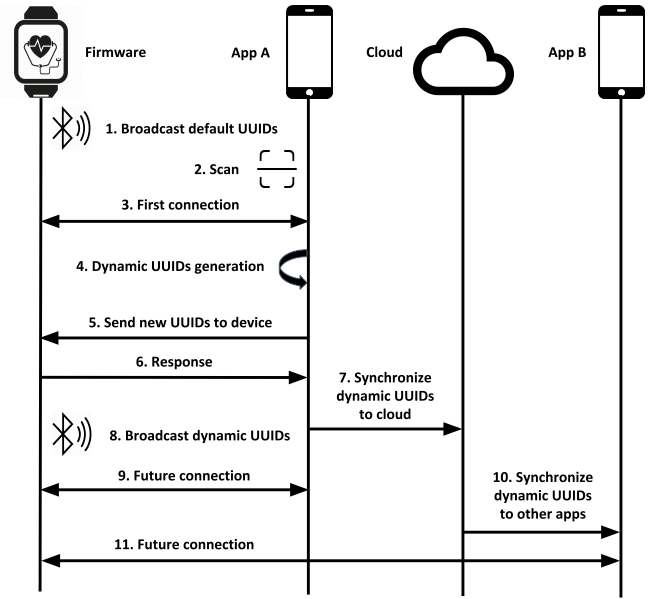 Firmware
App A
Cloud
App B
1. Broadcast default UUIDs
2. Scan
3. First connection
4. Dynamic UUIDs generation
5. Send new UUIDs to device
6. Response
7. Synchronize
dynamic UUIDs
to cloud
8. Broadcast dynamic UUIDs
9. Future connection
10. Synchronize
dynamic UUIDs
to other apps
11. Future connection